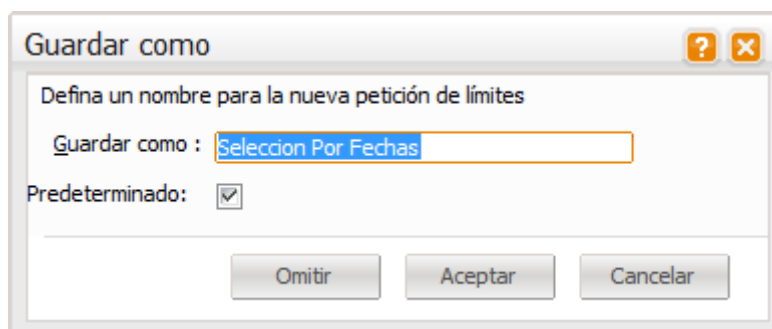 Guardar como
?
Defina un nombre para la nueva petición de límites
Guardar como : Seleccion Por Fechas
Predeterminado:
Omitir Aceptar Cancelar